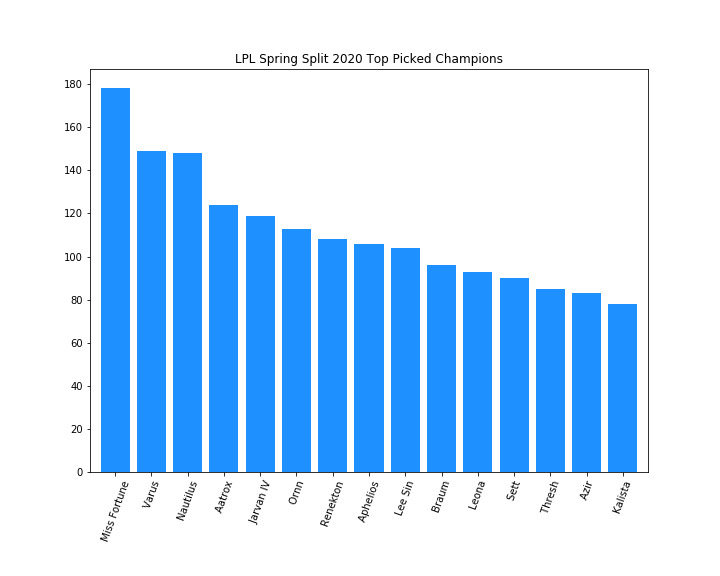 LPL Spring Split 2020 Top Picked Champions
180
160
140
120
100
80
60
40
20
0
Miss Fortune
Varus
Nautilus
Aatrox
Jarvan IV
Ornn
Renekton
Aphelios
Lee Sin
Braum
Leona
Sett
Thresh
Azir
Kalista